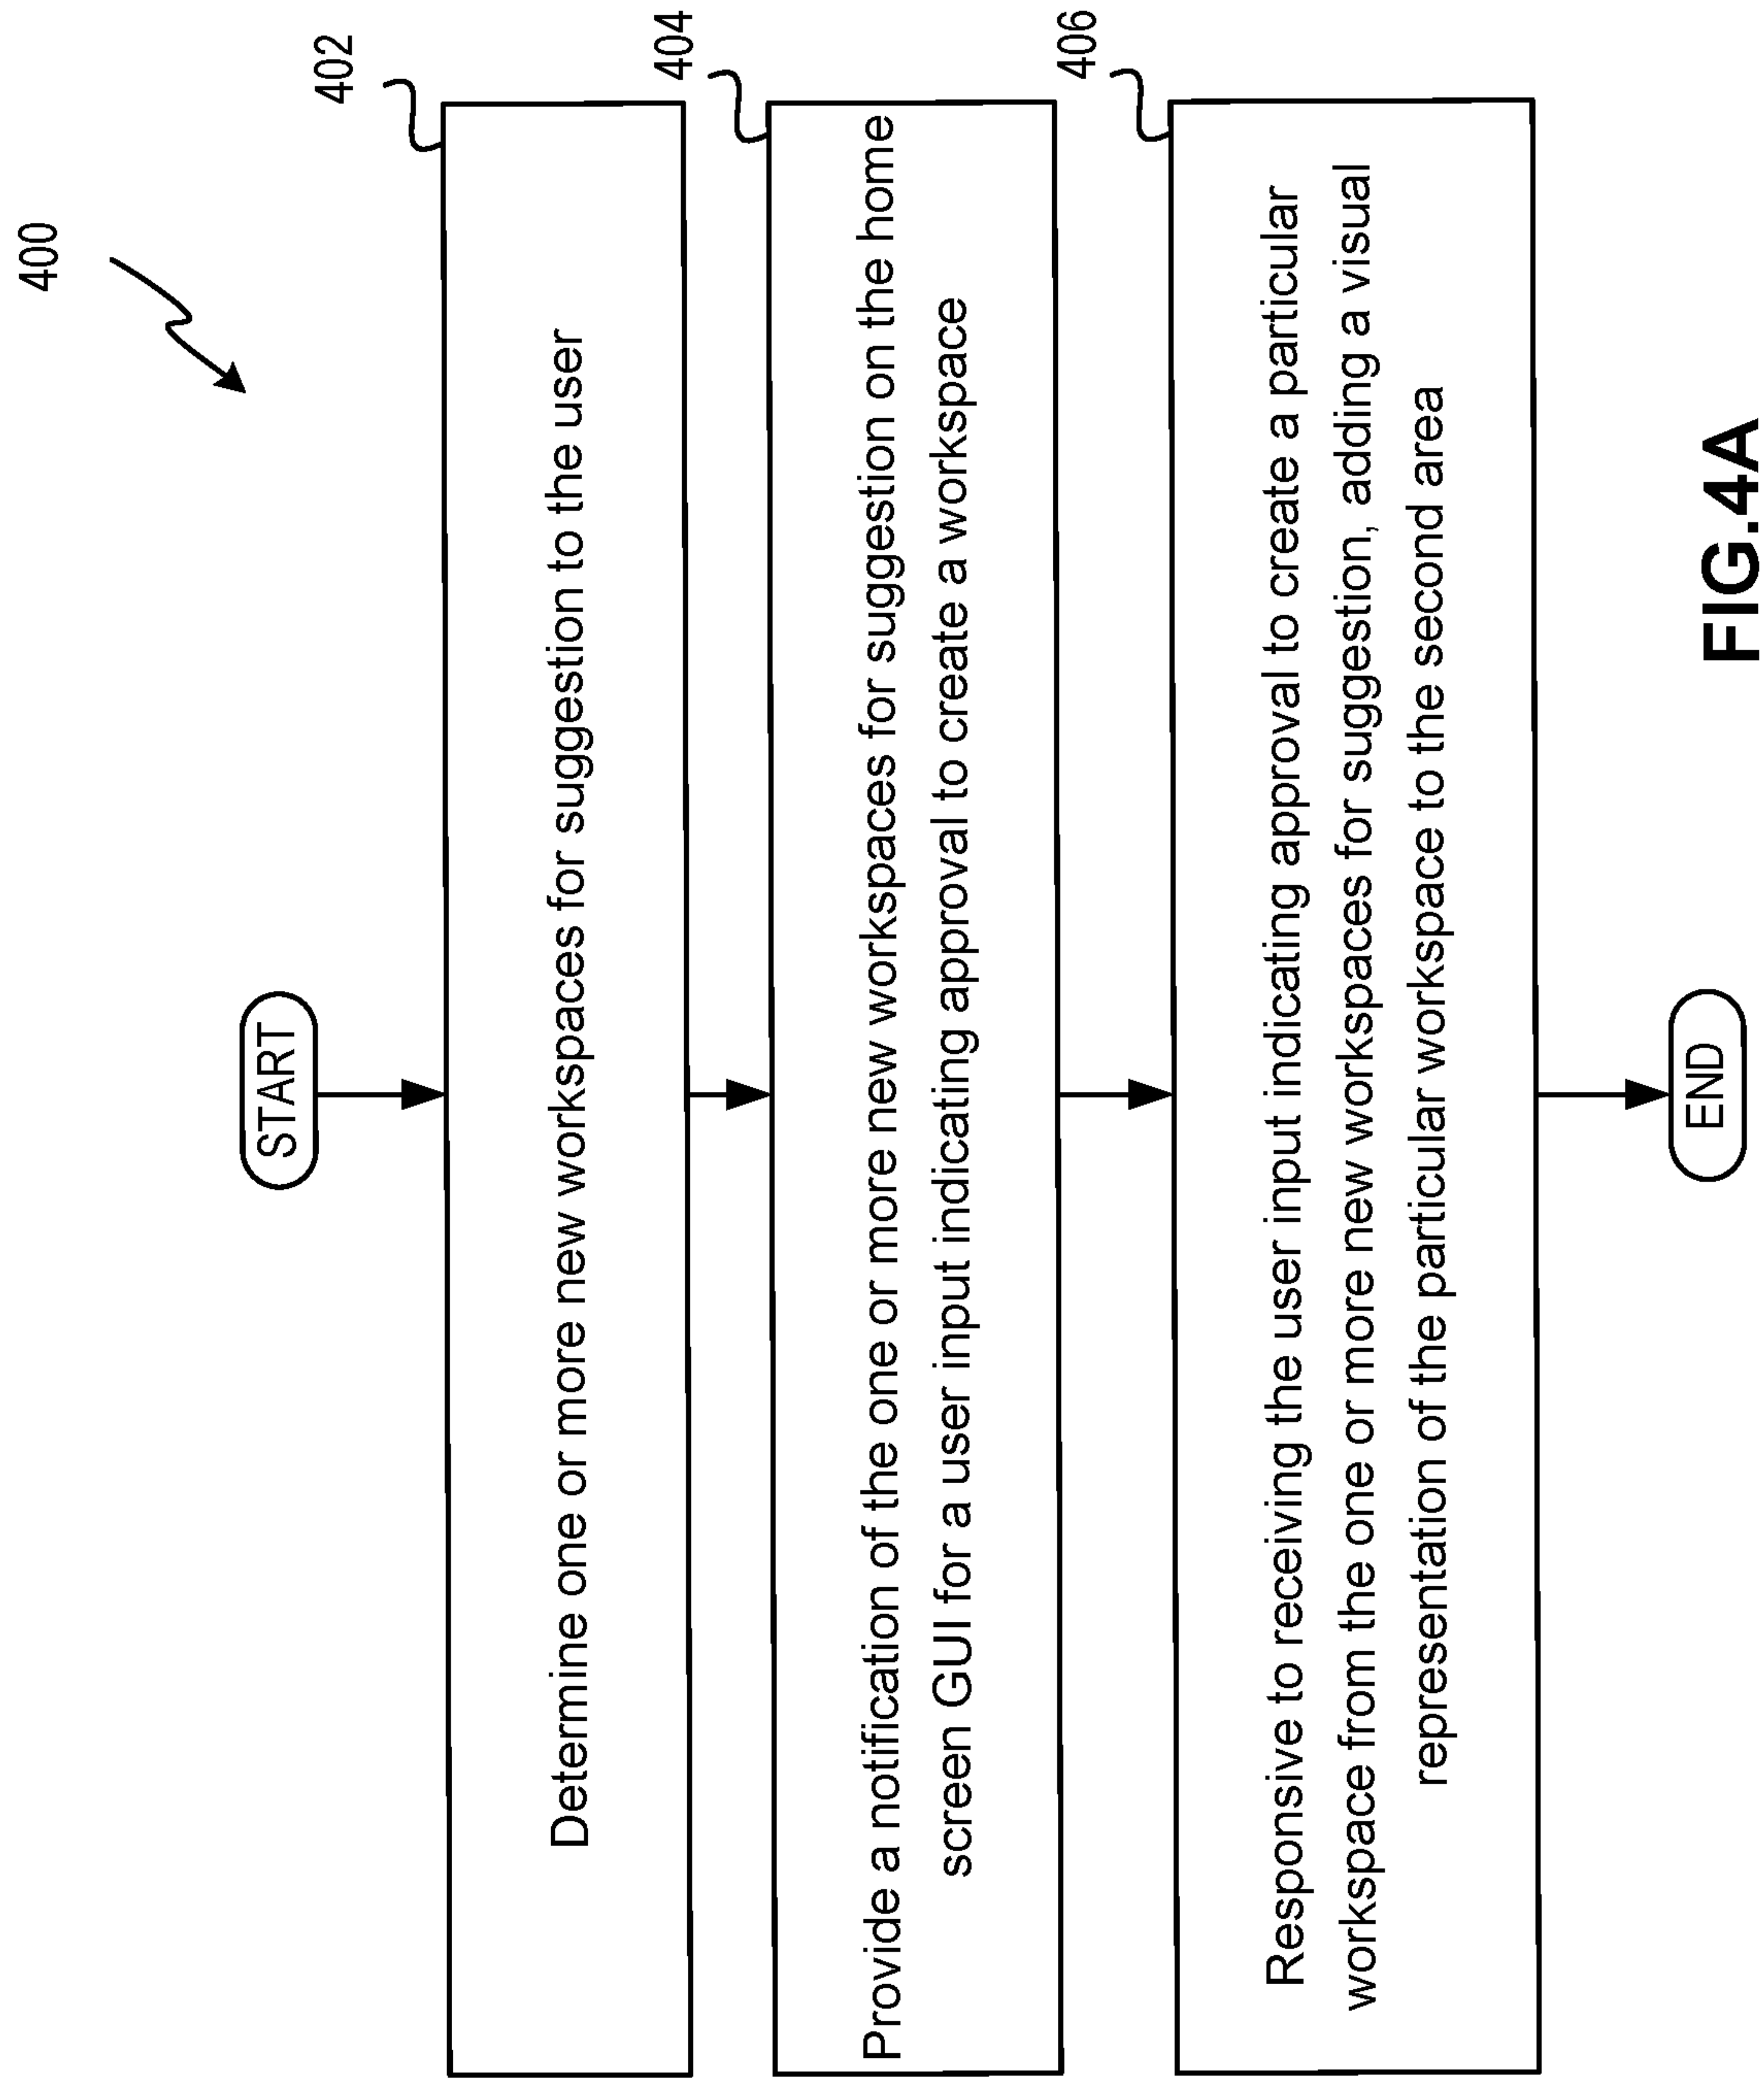 400
START
402
Determine one or more new workspaces for suggestion to the user
404
Provide a notification of the one or more new workspaces for suggestion on the home
screen GUI for a user input indicating approval to create a workspace
406
Responsive to receiving the user input indicating approval to create a particular
workspace from the one or more new workspaces for suggestion, adding a visual
representation of the particular workspace to the second area
END
FIG.4A